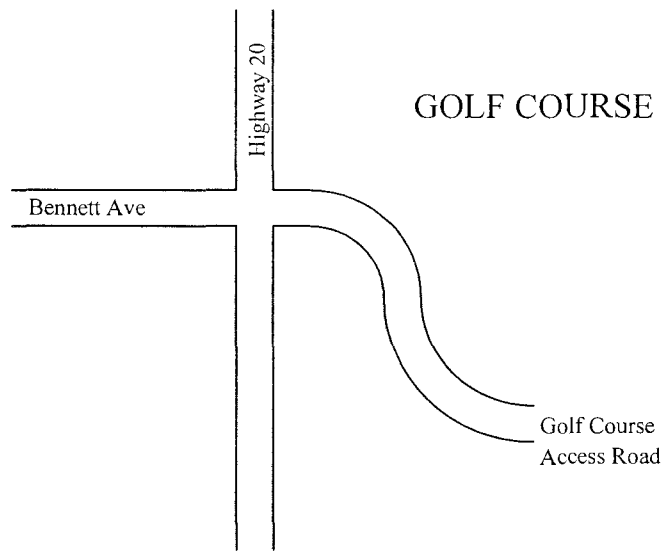 Highway 20
GOLF COURSE
Bennett Ave
Golf Course
Access Road